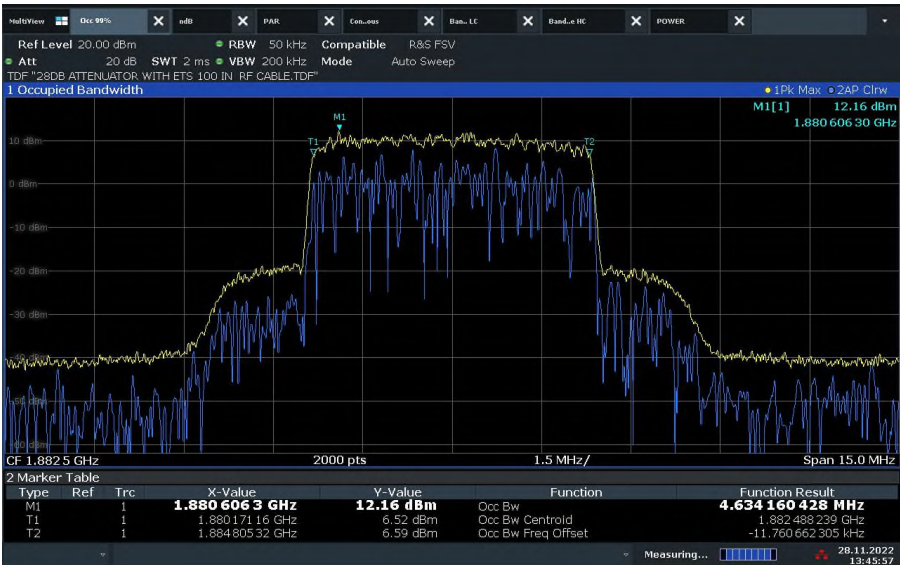 MultiView Occ 99% ndB PAR Con...ous Ban.. LC Band..e HC POWER
Ref Level 20.00 dBm RBW 50 kHz Compatible R&S FSV
Att 20 dB SWT 2 ms VBW 200 kHz Mode Auto Sweep
TDF "28DB ATTENUATOR WITH ETS 100 IN RF CABLE.TDF"
1 Occupied Bandwidth 1Pk Max 2AP Clrw
M1[1] 12.16 dBm
1.880 606 30 GHz
M1
T1 T2
10 dBm
0 dBm
-10 dBm
-20 dBm
-30 dBm
-40 dBm
-50 dBm
-60 dBm
CF 1.882 5 GHz 2000 pts 1.5 MHz/ Span 15.0 MHz
2 Marker Table
Type Ref Trc X-Value Y-Value Function Function Result
M1 1 1.880 606 3 GHz 12.16 dBm Occ Bw 4.634 160 428 MHz
T1 1 1.880 171 16 GHz 6.52 dBm Occ Bw Centroid 1.882 488 239 GHz
T2 1 1.884 805 32 GHz 6.59 dBm Occ Bw Freq Offset -11.760 662 305 kHz
Measuring... 28.11.2022
13:45:57